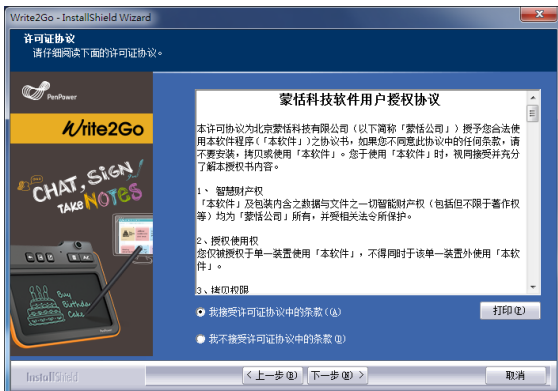 Write2Go - InstallShield Wizard
许可证协议
请仔细阅读下面的许可证协议。
PenPower
Write2Go
CHAT, SIGN,
TAKE NOTES
Buy
Birthday
Cake
蒙恬科技软件用户授权协议
本许可协议为北京蒙恬科技有限公司（以下简称「蒙恬公司」）授予您合法使
用本软件程序(「本软件」)之协议书，如果您不同意此协议中的任何条款，请
不要安装，拷贝或使用「本软件」。您于使用「本软件」时，视同接受并充分
了解本授权书内容。
1、 智慧财产权
「本软件」及包装内含之数据与文件之一切智能财产权（包括但不限于著作权
等）均为「蒙恬公司」所有，并受相关法令所保护。
2、授权使用权
您仅被授权于单一装置使用「本软件」，不得同时于该单一装置外使用「本软
件」。
3、拷贝权限
我接受许可证协议中的条款((A)
打印(P)
我不接受许可证协议中的条款(D)
InstallShield
< 上一步(B)
下一步(N) >
取消